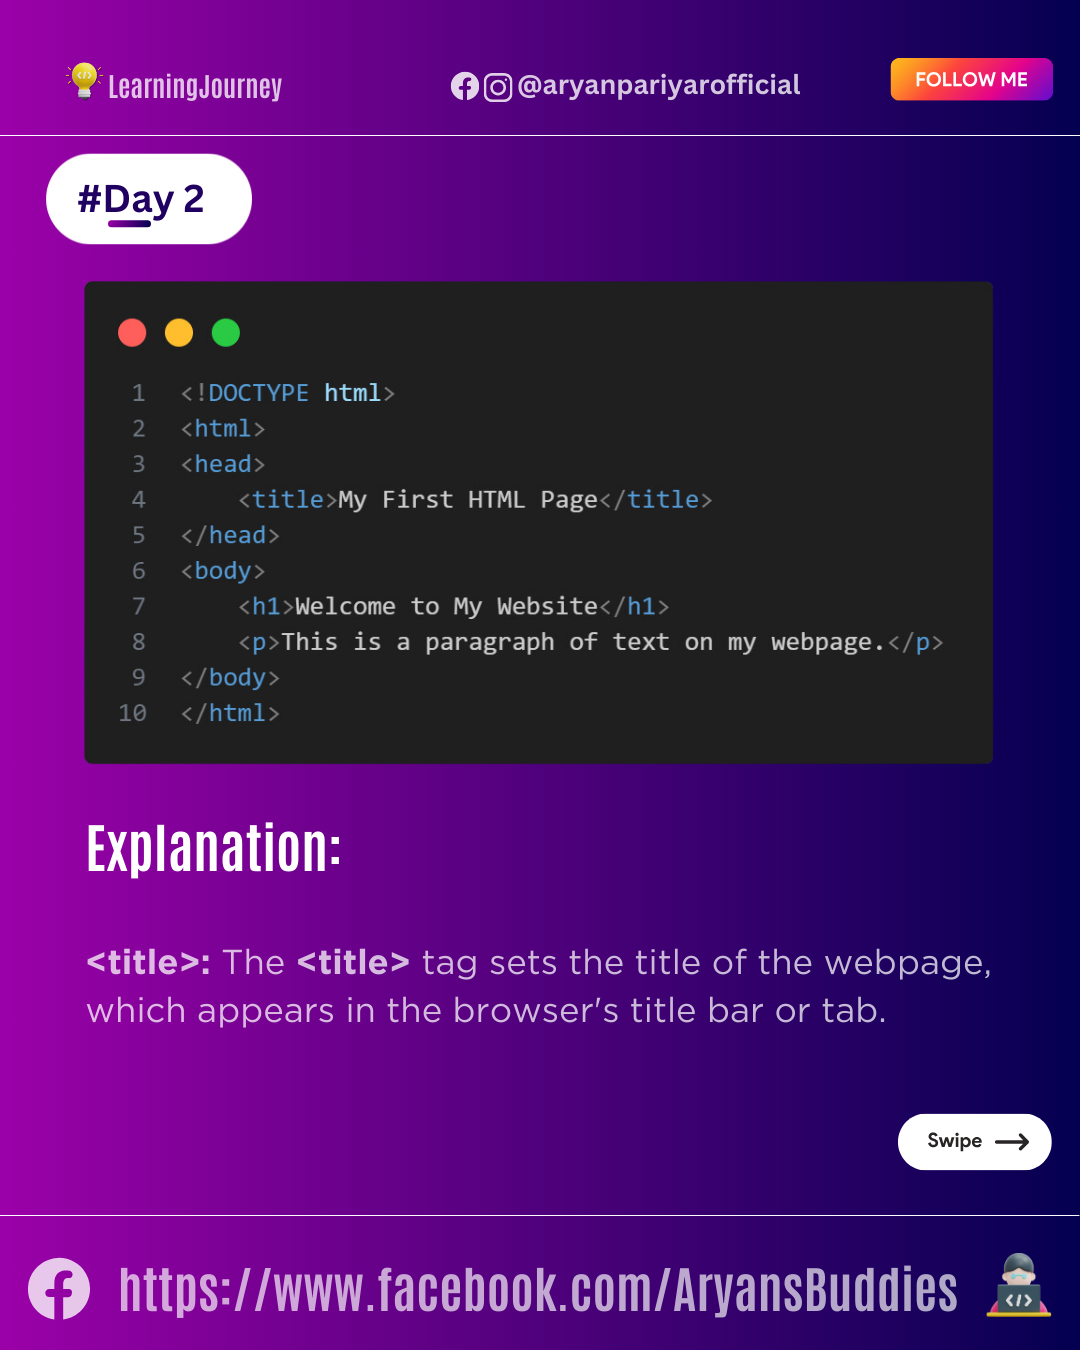 LearningJourney
@aryanpariyarofficial
FOLLOW ME
#Day 2
1 <!DOCTYPE html>
2 <html>
3 <head>
4     <title>My First HTML Page</title>
5 </head>
6 <body>
7     <h1>Welcome to My Website</h1>
8     <p>This is a paragraph of text on my webpage.</p>
9 </body>
10 </html>
Explanation:
<title>: The <title> tag sets the title of the webpage,
which appears in the browser's title bar or tab.
Swipe
https://www.facebook.com/AryansBuddies